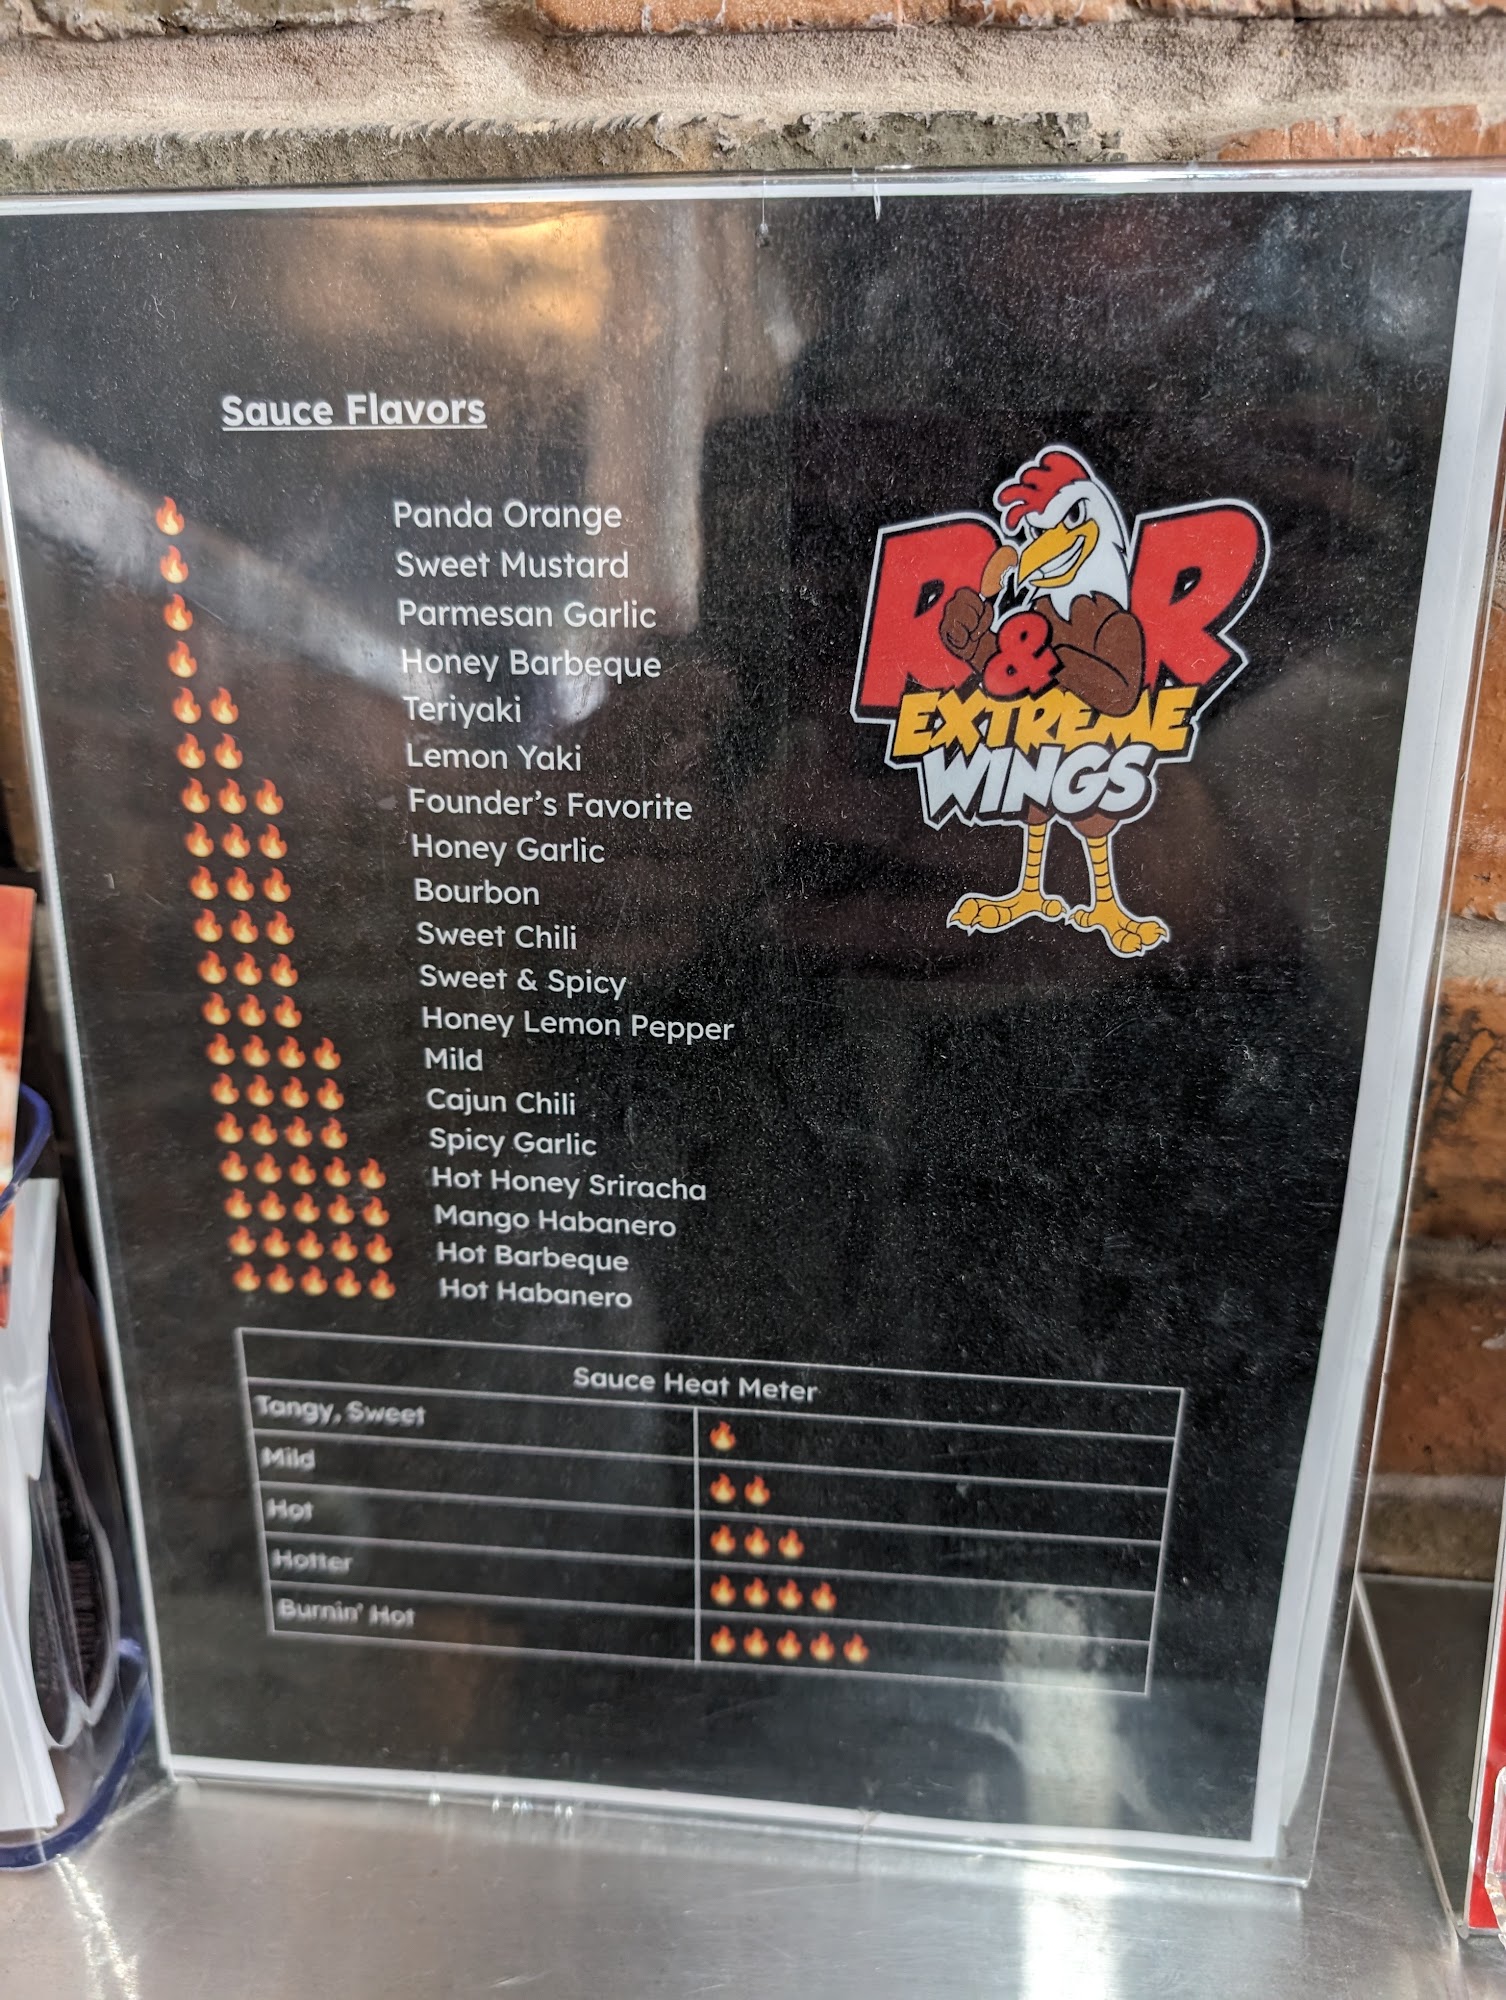 Sauce Flavors
🔥 Panda Orange
🔥 Sweet Mustard
🔥 Parmesan Garlic
🔥 Honey Barbeque
🔥🔥 Teriyaki
🔥🔥 Lemon Yaki
🔥🔥🔥 Founder's Favorite
🔥🔥🔥 Honey Garlic
🔥🔥🔥 Bourbon
🔥🔥🔥 Sweet Chili
🔥🔥🔥 Sweet & Spicy
🔥🔥🔥 Honey Lemon Pepper
🔥🔥🔥🔥 Mild
🔥🔥🔥🔥 Cajun Chili
🔥🔥🔥🔥 Spicy Garlic
🔥🔥🔥🔥🔥 Hot Honey Sriracha
🔥🔥🔥🔥🔥 Mango Habanero
🔥🔥🔥🔥🔥 Hot Barbeque
🔥🔥🔥🔥🔥 Hot Habanero
R&R
EXTREME
WINGS
Sauce Heat Meter
Tangy, Sweet 🔥
Mild 🔥🔥
Hot 🔥🔥🔥
Hotter 🔥🔥🔥🔥
Burnin' Hot 🔥🔥🔥🔥🔥